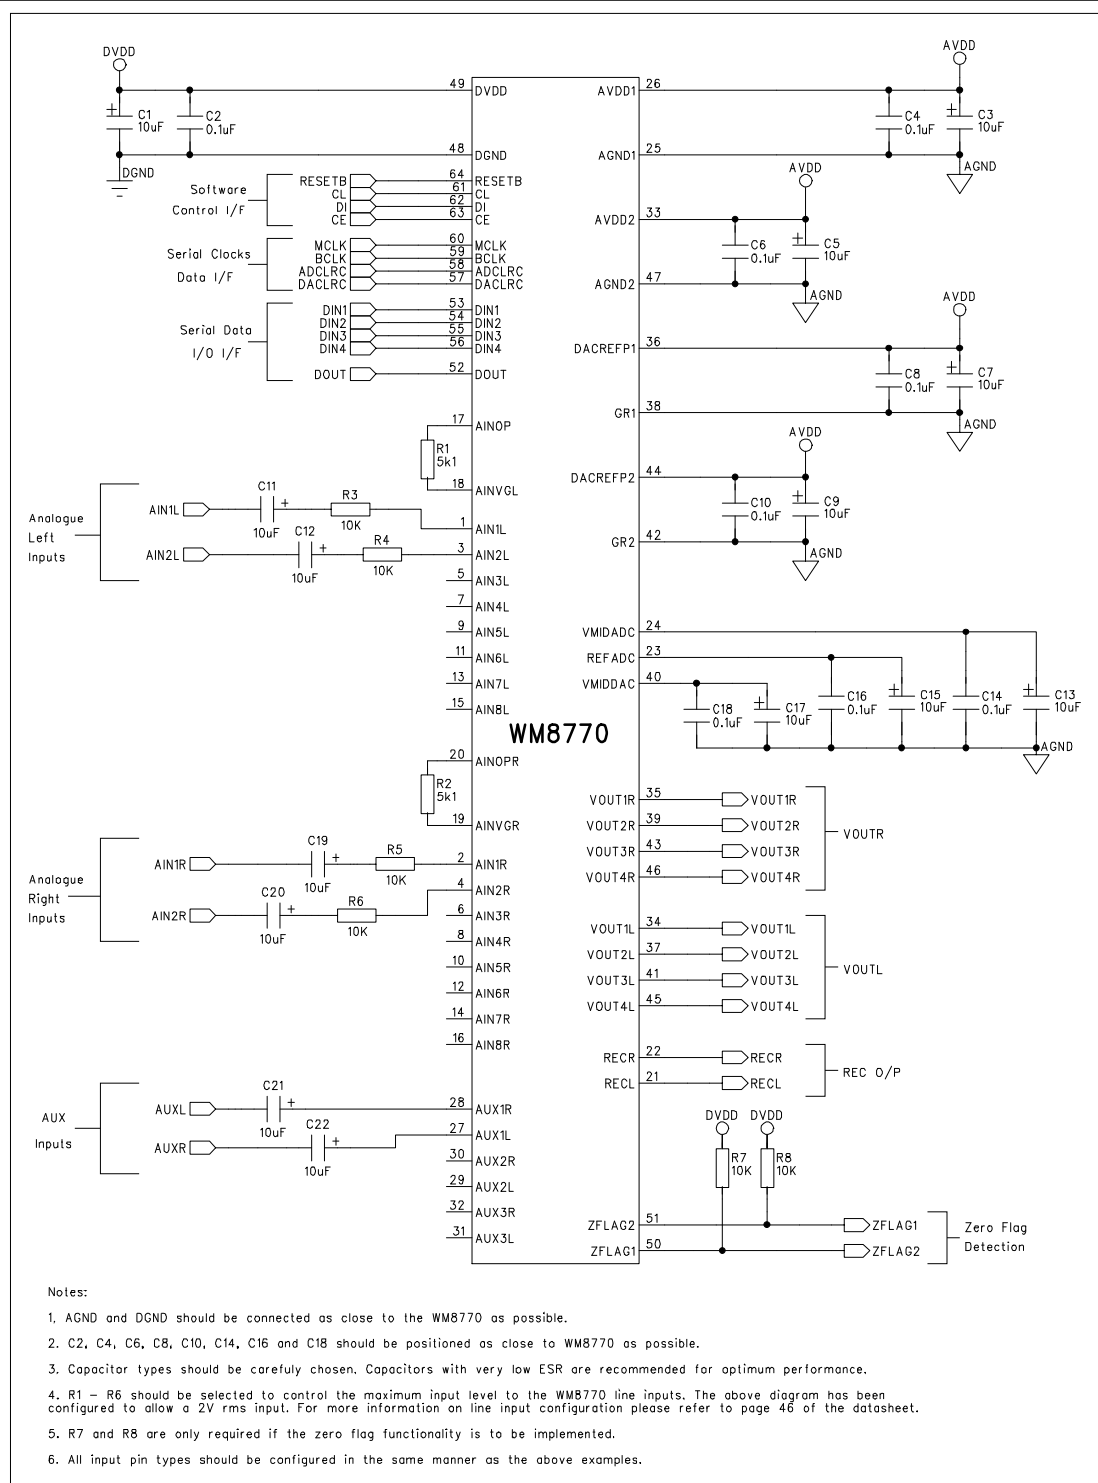 DVDD
AVDD
49 DVDD
AVDD1 26
C1 10uF
C2 0.1uF
C4 0.1uF
C3 10uF
48 DGND
AGND1 25
DGND
AGND
Software
Control I/F
RESETB 64 RESETB
CL 61 CL
DI 62 DI
CE 63 CE
AVDD
AVDD2 33
C6 0.1uF
C5 10uF
AGND2 47
AGND
Serial Clocks
Data I/F
MCLK 60 MCLK
BCLK 59 BCLK
ADCLRC 58 ADCLRC
DACLRC 57 DACLRC
Serial Data
I/O I/F
DIN1 53 DIN1
DIN2 54 DIN2
DIN3 55 DIN3
DIN4 56 DIN4
DOUT 52 DOUT
AVDD
DACREFP1 36
C8 0.1uF
C7 10uF
GR1 38
AGND
17 AINOP
R1 5k1
18 AINVGL
AVDD
DACREFP2 44
C10 0.1uF
C9 10uF
GR2 42
AGND
Analogue
Left
Inputs
AIN1L C11 + 10uF R3 10K 1 AIN1L
AIN2L C12 + 10uF R4 10K 3 AIN2L
5 AIN3L
7 AIN4L
9 AIN5L
11 AIN6L
13 AIN7L
15 AIN8L
VMIDADC 24
REFADC 23
VMIDDAC 40
C18 0.1uF
C17 10uF
C16 0.1uF
C15 10uF
C14 0.1uF
C13 10uF
AGND
WM8770
20 AINOPR
R2 5k1
19 AINVGR
Analogue
Right
Inputs
AIN1R C19 + 10uF R5 10K 2 AIN1R
AIN2R C20 + 10uF R6 10K 4 AIN2R
6 AIN3R
8 AIN4R
10 AIN5R
12 AIN6R
14 AIN7R
16 AIN8R
VOUT1R 35 VOUT1R
VOUT2R 39 VOUT2R
VOUT3R 43 VOUT3R
VOUT4R 46 VOUT4R
VOUTR
VOUT1L 34 VOUT1L
VOUT2L 37 VOUT2L
VOUT3L 41 VOUT3L
VOUT4L 45 VOUT4L
VOUTL
RECR 22 RECR
RECL 21 RECL
REC O/P
AUX
Inputs
AUXL C21 + 10uF 28 AUX1R
AUXR C22 + 10uF 27 AUX1L
30 AUX2R
29 AUX2L
32 AUX3R
31 AUX3L
DVDD DVDD
R7 10K
R8 10K
ZFLAG2 51 ZFLAG1
ZFLAG1 50 ZFLAG2
Zero Flag
Detection
Notes:
1. AGND and DGND should be connected as close to the WM8770 as possible.
2. C2, C4, C6, C8, C10, C14, C16 and C18 should be positioned as close to WM8770 as possible.
3. Capacitor types should be carefuly chosen. Capacitors with very low ESR are recommended for optimum performance.
4. R1 – R6 should be selected to control the maximum input level to the WM8770 line inputs. The above diagram has been
configured to allow a 2V rms input. For more information on line input configuration please refer to page 46 of the datasheet.
5. R7 and R8 are only required if the zero flag functionality is to be implemented.
6. All input pin types should be configured in the same manner as the above examples.